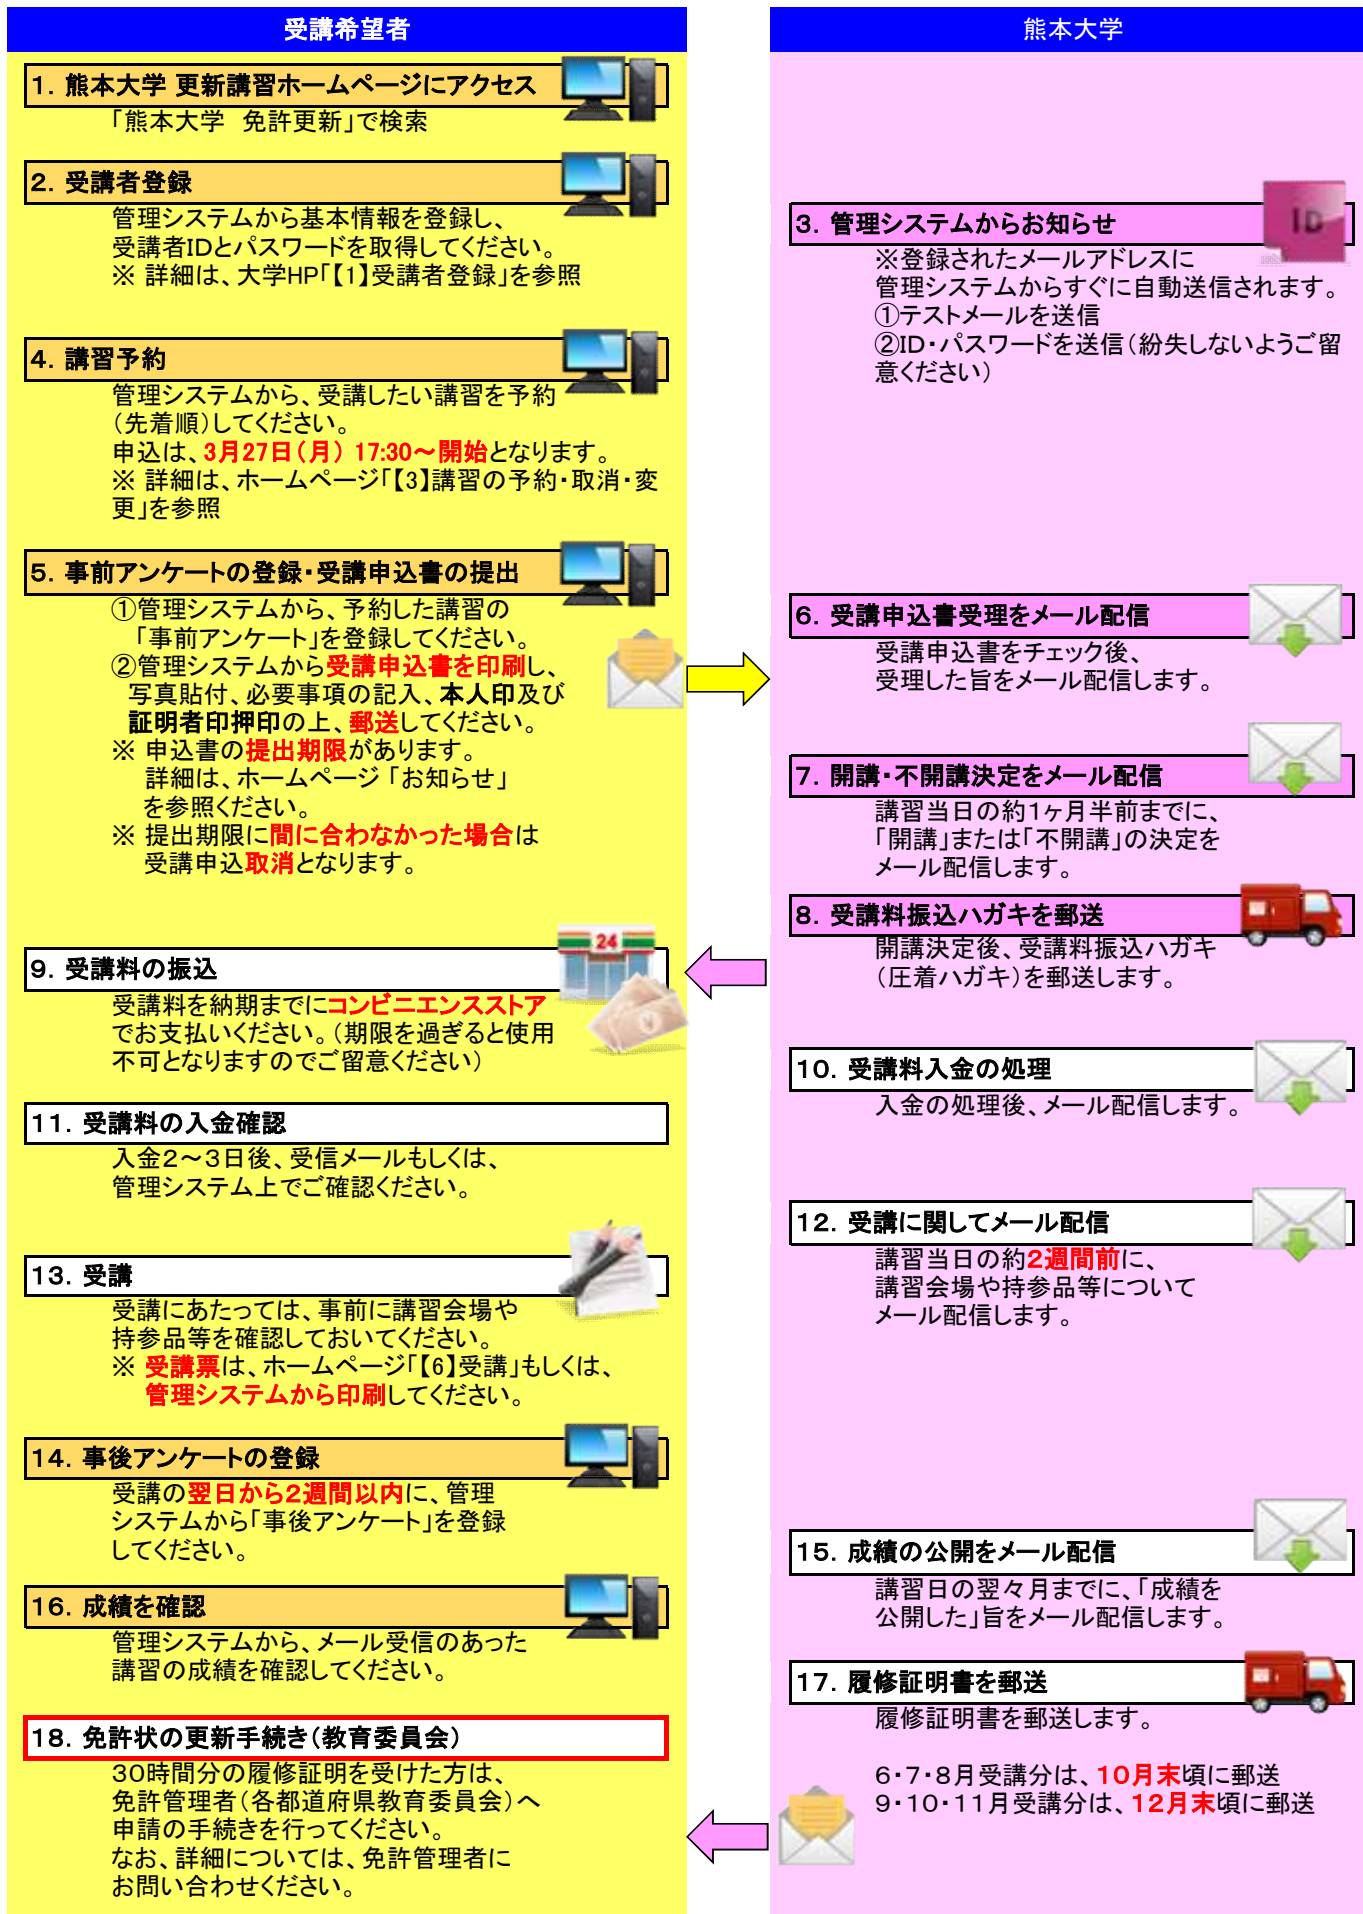 受講希望者
1．熊本大学 更新講習ホームページにアクセス
「熊本大学　免許更新」で検索
2．受講者登録
管理システムから基本情報を登録し、
受講者IDとパスワードを取得してください。
※ 詳細は、大学HP「【1】受講者登録」を参照
4．講習予約
管理システムから、受講したい講習を予約
（先着順）してください。
申込は、3月27日（月） 17:30～開始となります。
※ 詳細は、ホームページ「【3】講習の予約・取消・変
更」を参照
5．事前アンケートの登録・受講申込書の提出
①管理システムから、予約した講習の
「事前アンケート」を登録してください。
②管理システムから受講申込書を印刷し、
写真貼付、必要事項の記入、本人印及び
証明者印押印の上、郵送してください。
※ 申込書の提出期限があります。
詳細は、ホームページ「お知らせ」
を参照ください。
※ 提出期限に間に合わなかった場合は
受講申込取消となります。
9．受講料の振込
24
受講料を納期までにコンビニエンスストア
でお支払いください。（期限を過ぎると使用
不可となりますのでご留意ください）
11．受講料の入金確認
入金２～３日後、受信メールもしくは、
管理システム上でご確認ください。
13．受講
受講にあたっては、事前に講習会場や
持参品等を確認しておいてください。
※ 受講票は、ホームページ「【6】受講」もしくは、
管理システムから印刷してください。
14．事後アンケートの登録
受講の翌日から２週間以内に、管理
システムから「事後アンケート」を登録
してください。
16．成績を確認
管理システムから、メール受信のあった
講習の成績を確認してください。
18．免許状の更新手続き（教育委員会）
30時間分の履修証明を受けた方は、
免許管理者（各都道府県教育委員会）へ
申請の手続きを行ってください。
なお、詳細については、免許管理者に
お問い合わせください。
熊本大学
3．管理システムからお知らせ
ID
※登録されたメールアドレスに
管理システムからすぐに自動送信されます。
①テストメールを送信
②ID・パスワードを送信（紛失しないようご留
意ください）
6．受講申込書受理をメール配信
受講申込書をチェック後、
受理した旨をメール配信します。
7．開講・不開講決定をメール配信
講習当日の約1ヶ月半前までに、
「開講」または「不開講」の決定を
メール配信します。
8．受講料振込ハガキを郵送
開講決定後、受講料振込ハガキ
（圧着ハガキ）を郵送します。
10．受講料入金の処理
入金の処理後、メール配信します。
12．受講に関してメール配信
講習当日の約2週間前に、
講習会場や持参品等について
メール配信します。
15．成績の公開をメール配信
講習日の翌々月までに、「成績を
公開した」旨をメール配信します。
17．履修証明書を郵送
履修証明書を郵送します。
6・7・8月受講分は、10月末頃に郵送
9・10・11月受講分は、12月末頃に郵送